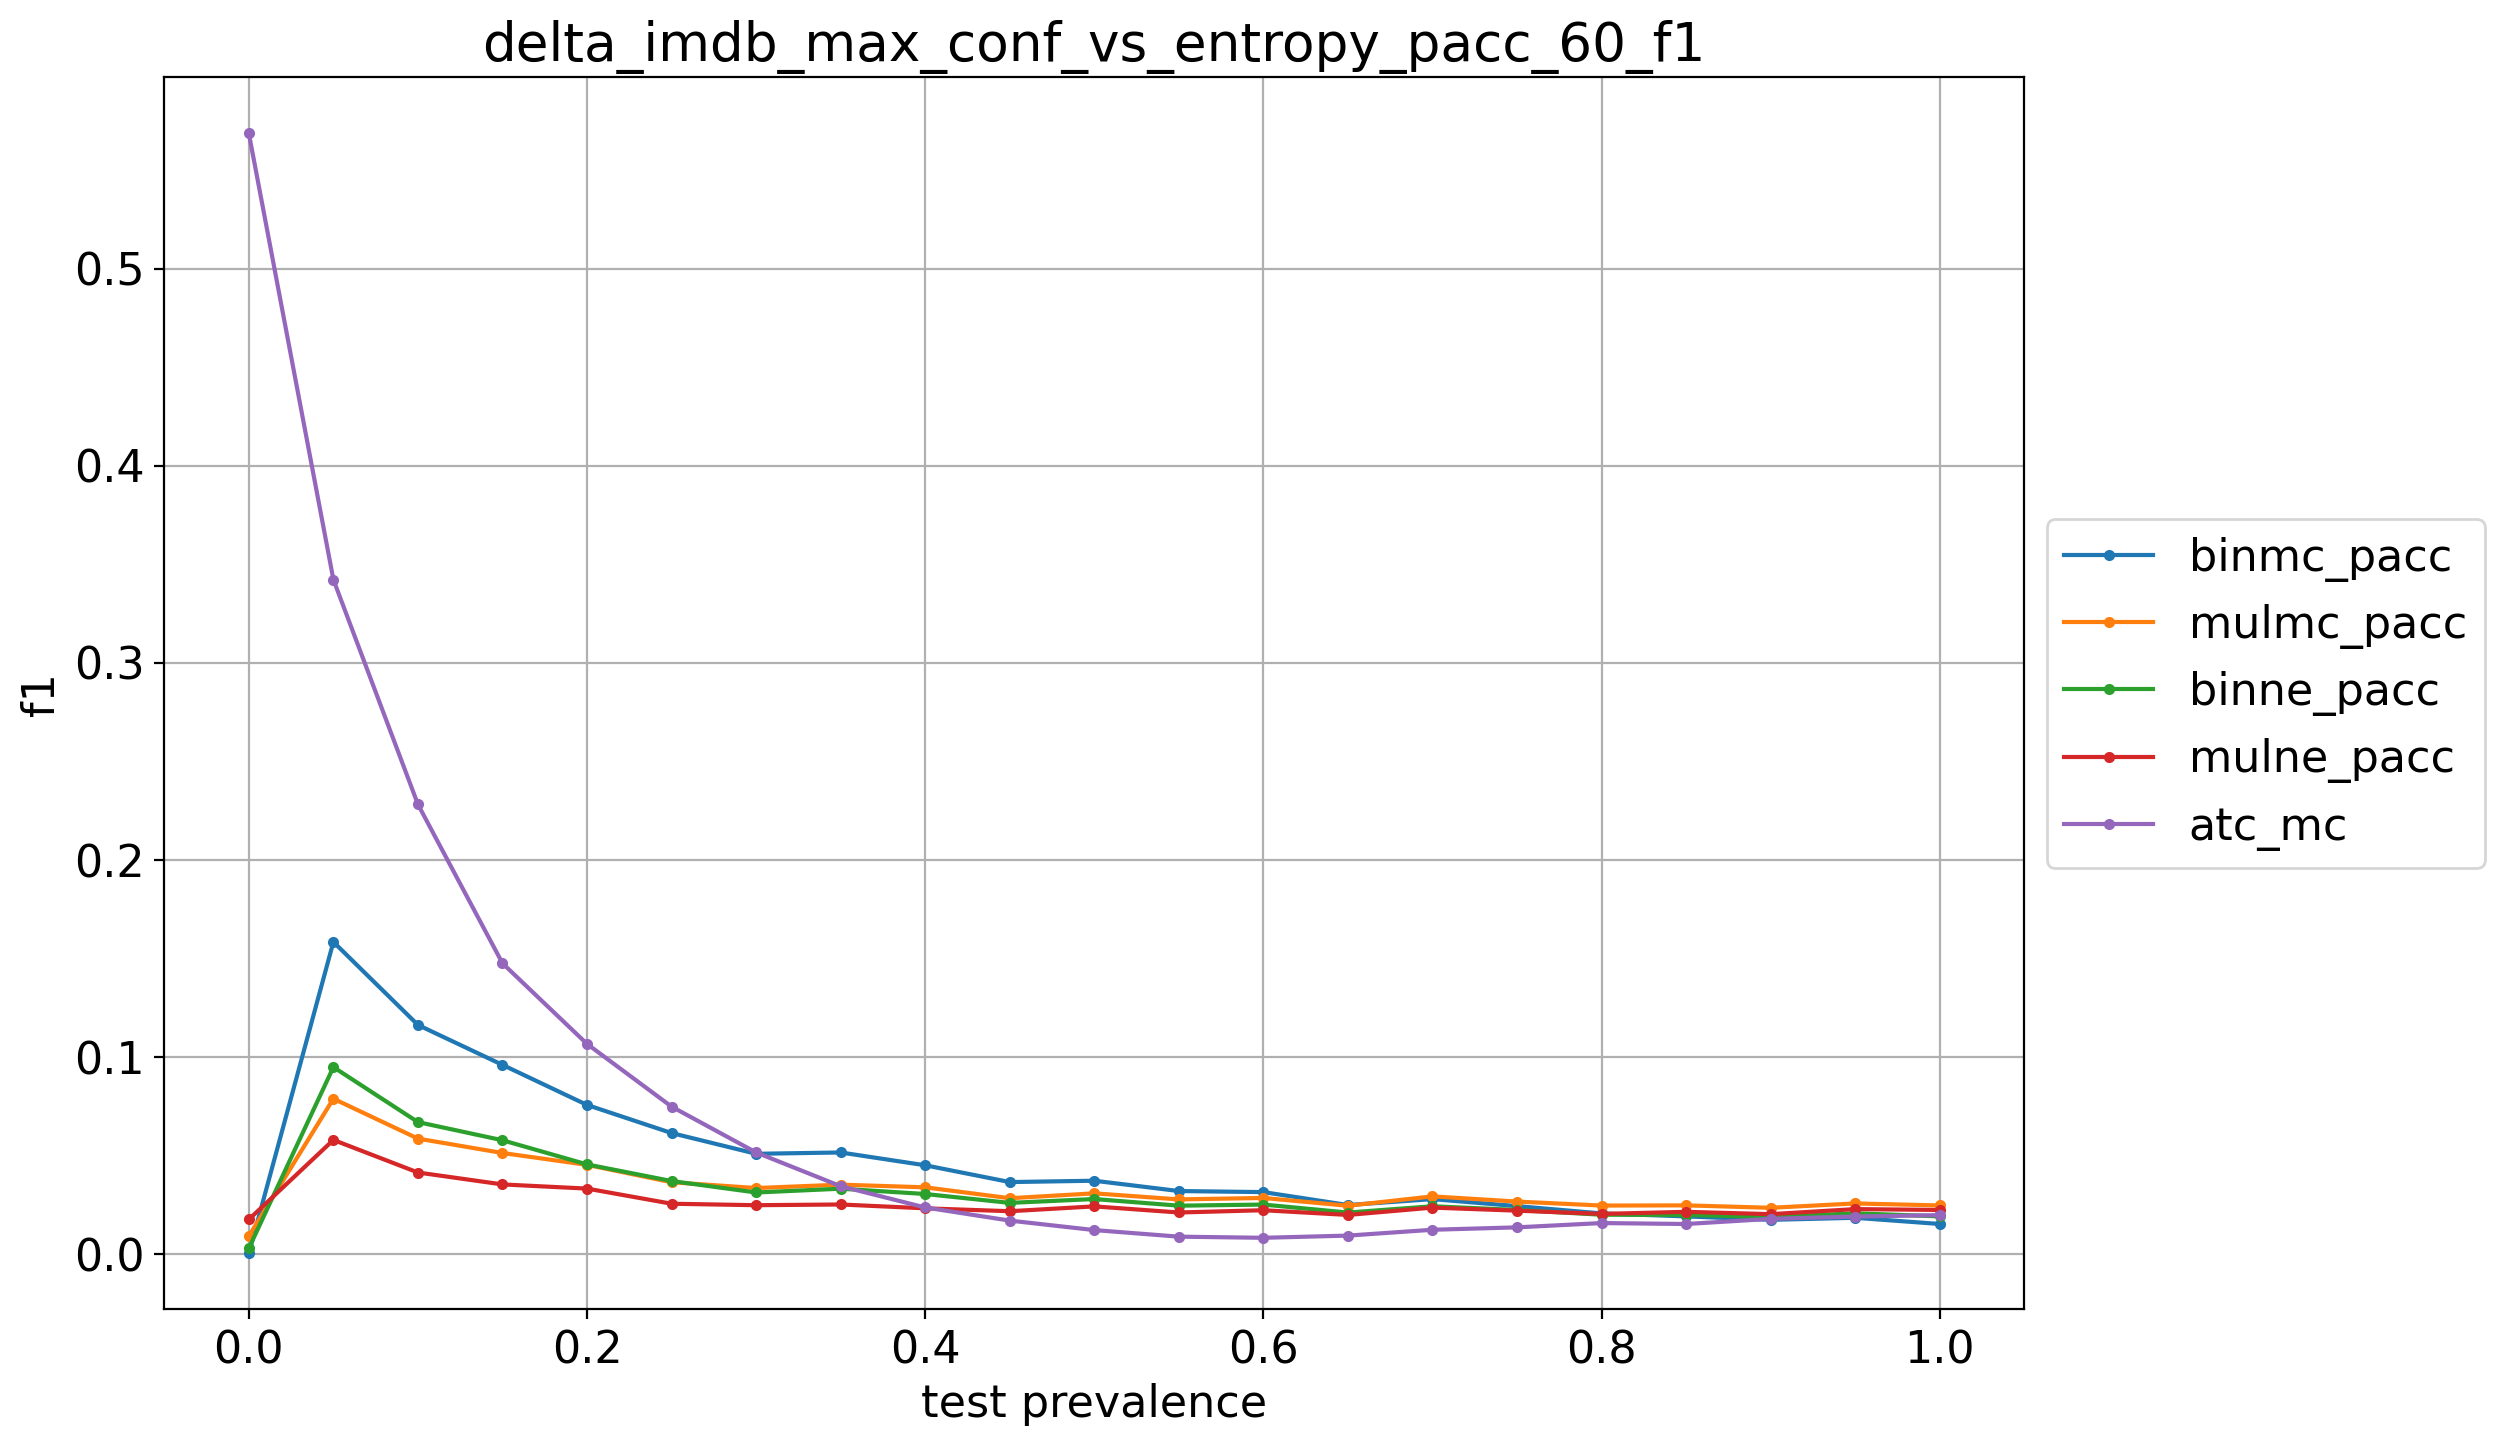 delta_imdb_max_conf_vs_entropy_pacc_60_f1
f1
0.5
0.4
0.3
0.2
0.1
0.0
0.0 0.2 0.4 0.6 0.8 1.0
test prevalence
binmc_pacc
mulmc_pacc
binne_pacc
mulne_pacc
atc_mc